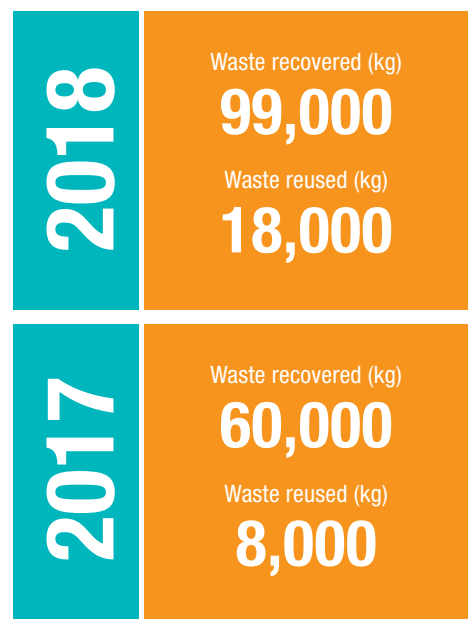 2018
Waste recovered (kg)
99,000
Waste reused (kg)
18,000
2017
Waste recovered (kg)
60,000
Waste reused (kg)
8,000